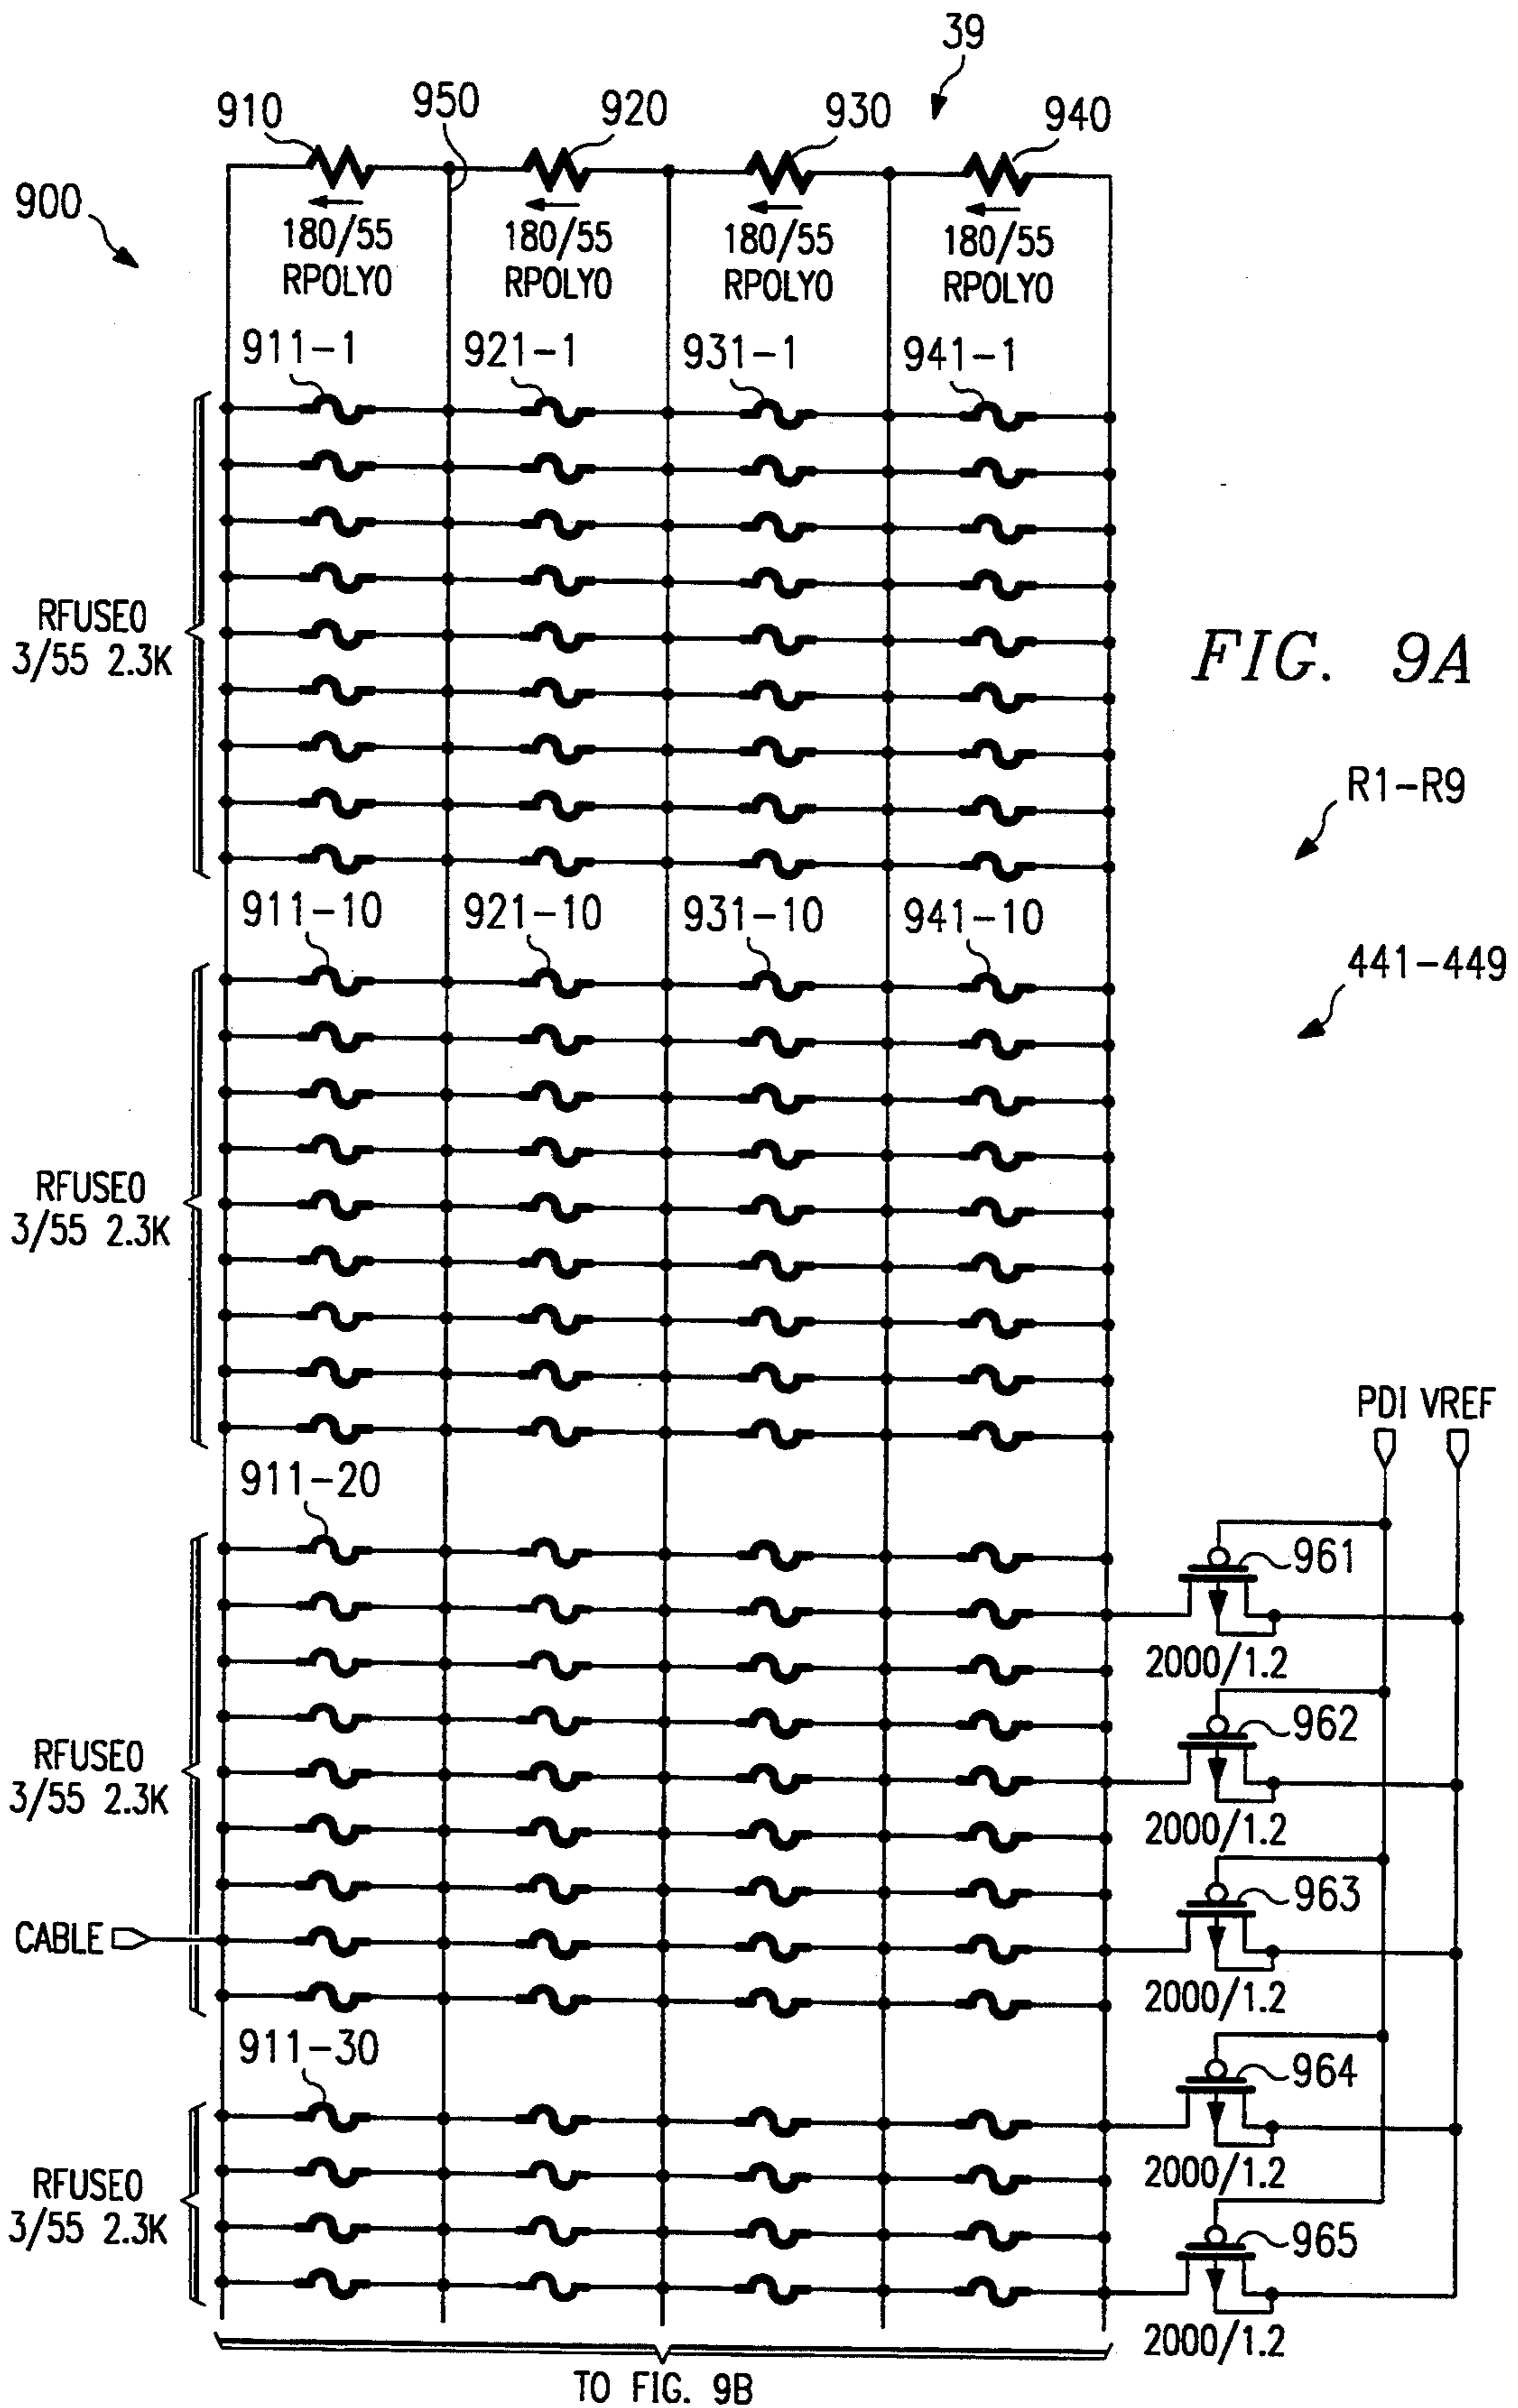 39
910 950 920 930 940
900
180/55 180/55 180/55 180/55
RPOLY0 RPOLY0 RPOLY0 RPOLY0
911-1 921-1 931-1 941-1
RFUSE0
3/55 2.3K
FIG. 9A
R1-R9
911-10 921-10 931-10 941-10
441-449
RFUSE0
3/55 2.3K
PDI VREF
911-20
961
2000/1.2
962
RFUSE0
3/55 2.3K
2000/1.2
963
CABLE
2000/1.2
911-30
964
2000/1.2
RFUSE0
3/55 2.3K
965
2000/1.2
TO FIG. 9B